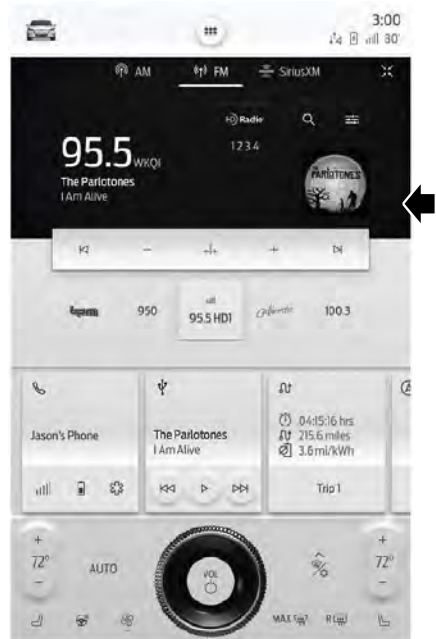 3:00
30°
AM FM SiriusXM
HD Radio
1 2 3 4
95.5 WKQI
The Parlotones
I Am Alive
PARLOTONES
950 95.5 HD1 100.3
Jason's Phone
The Parlotones
I Am Alive
04:15:16 hrs
215.6 miles
3.6 mi/kWh
Trip 1
72° AUTO VOL 72°
MAX R